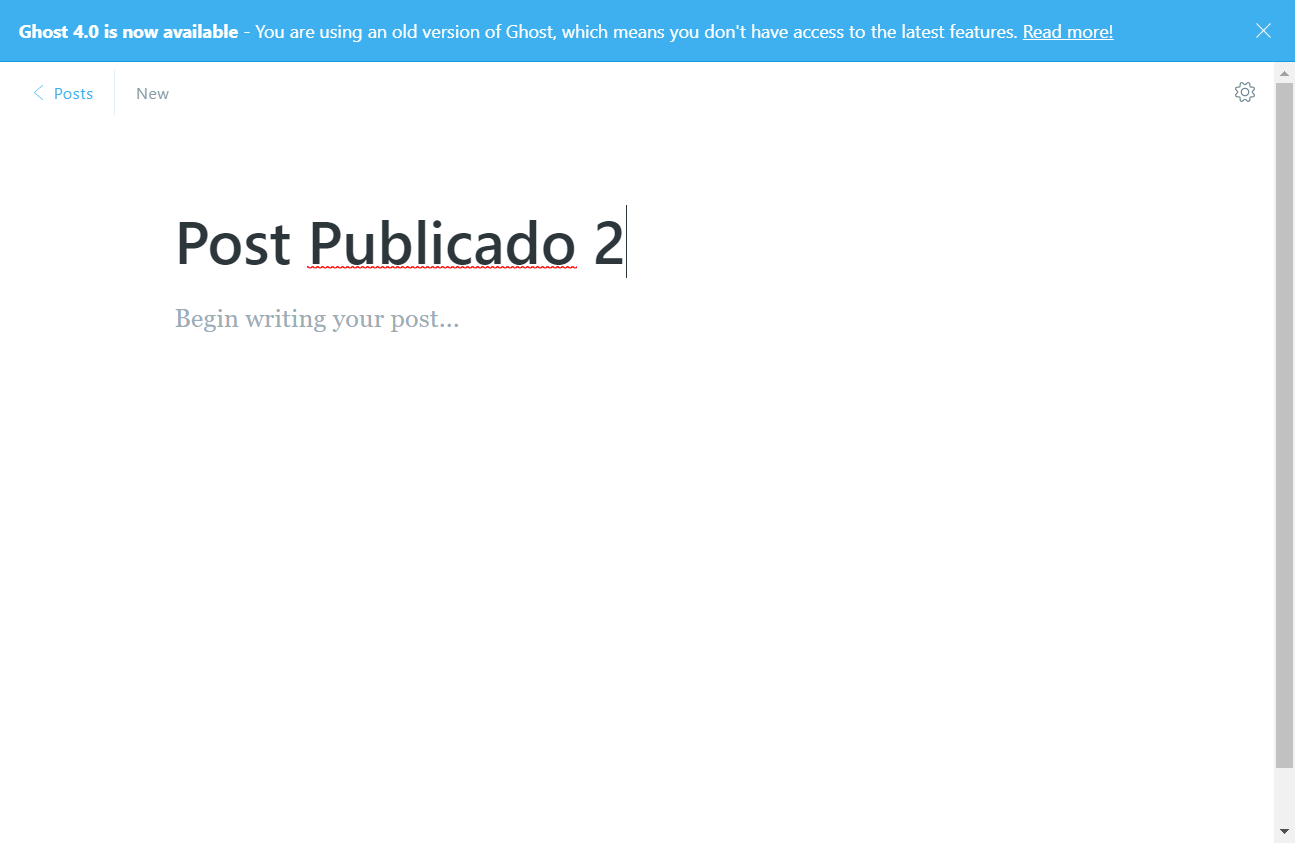 Ghost 4.0 is now available - You are using an old version of Ghost, which means you don't have access to the latest features. Read more!
Posts New
Post Publicado 2
Begin writing your post...